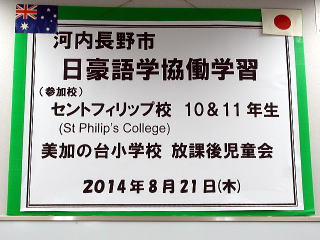 河内長野市
日豪語学協働学習
（参加校）
セントフィリップ校 10＆11年生
(St Philip's College)
美加の台小学校 放課後児童会
2014年8月21日(木)